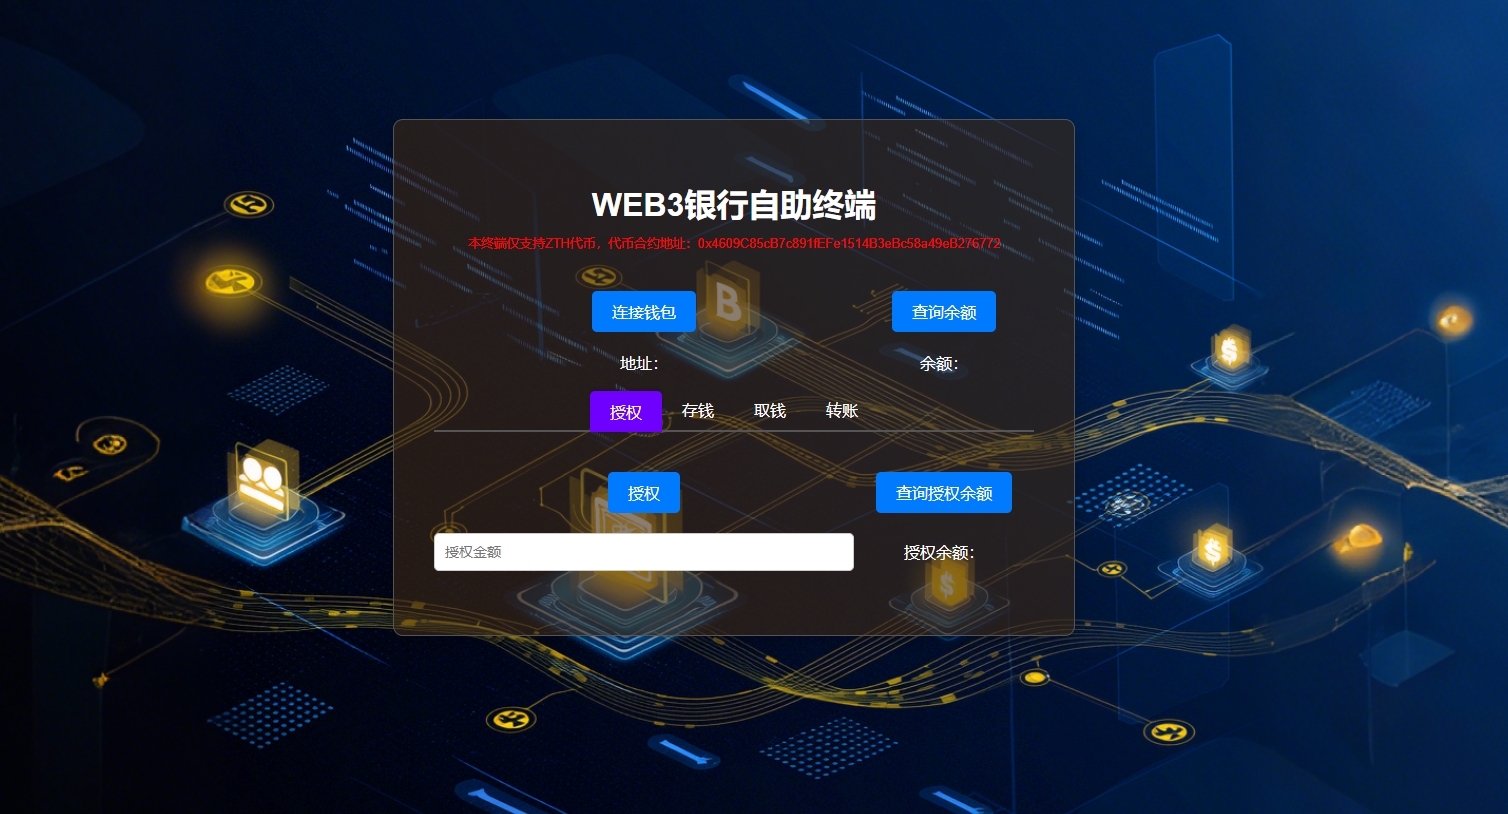 WEB3银行自助终端
本终端仅支持ZTH代币，代币合约地址：0x4609C85cB7c891fEFe1514B3eBc58a49eB276772
连接钱包 查询余额
地址： 余额：
授权 存钱 取钱 转账
授权 查询授权余额
授权金额 授权余额：